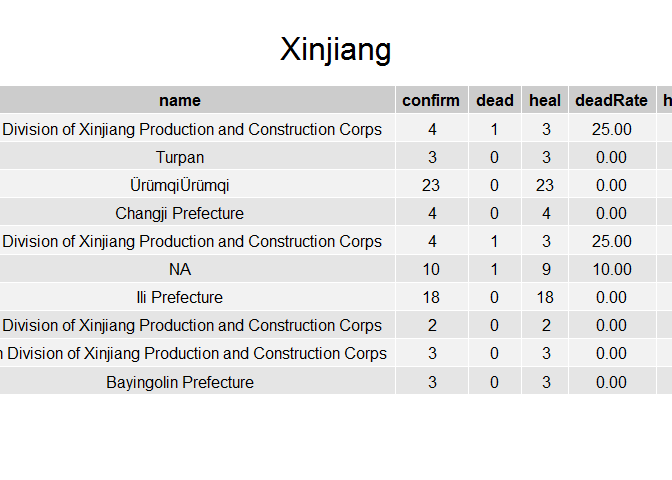 Xinjiang
name confirm dead heal deadRate h
Division of Xinjiang Production and Construction Corps 4 1 3 25.00
Turpan 3 0 3 0.00
ÜrümqiÜrümqi 23 0 23 0.00
Changji Prefecture 4 0 4 0.00
Division of Xinjiang Production and Construction Corps 4 1 3 25.00
NA 10 1 9 10.00
Ili Prefecture 18 0 18 0.00
Division of Xinjiang Production and Construction Corps 2 0 2 0.00
n Division of Xinjiang Production and Construction Corps 3 0 3 0.00
Bayingolin Prefecture 3 0 3 0.00